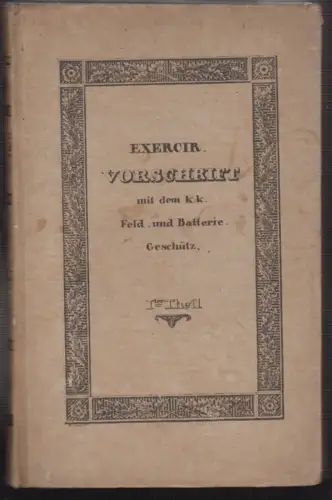 EXERCIR.
VORSCHRIFT
mit dem k.k.
Feld-und Batterie-
Geschütz.
Iter Theil